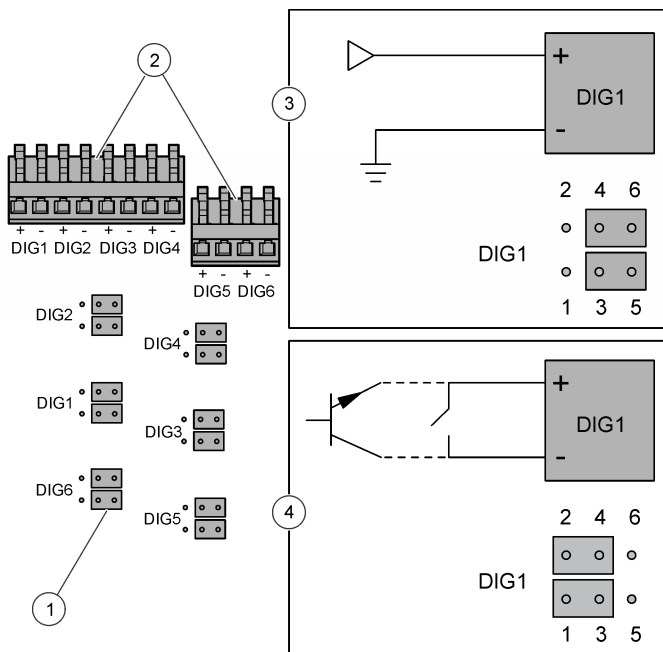 2
+ - + - + - + -
DIG1 DIG2 DIG3 DIG4
+ - + -
DIG5 DIG6
DIG2
DIG4
DIG1
DIG3
DIG6
DIG5
1
3
+
DIG1
-
2 4 6
DIG1
1 3 5
4
+
DIG1
-
2 4 6
DIG1
1 3 5